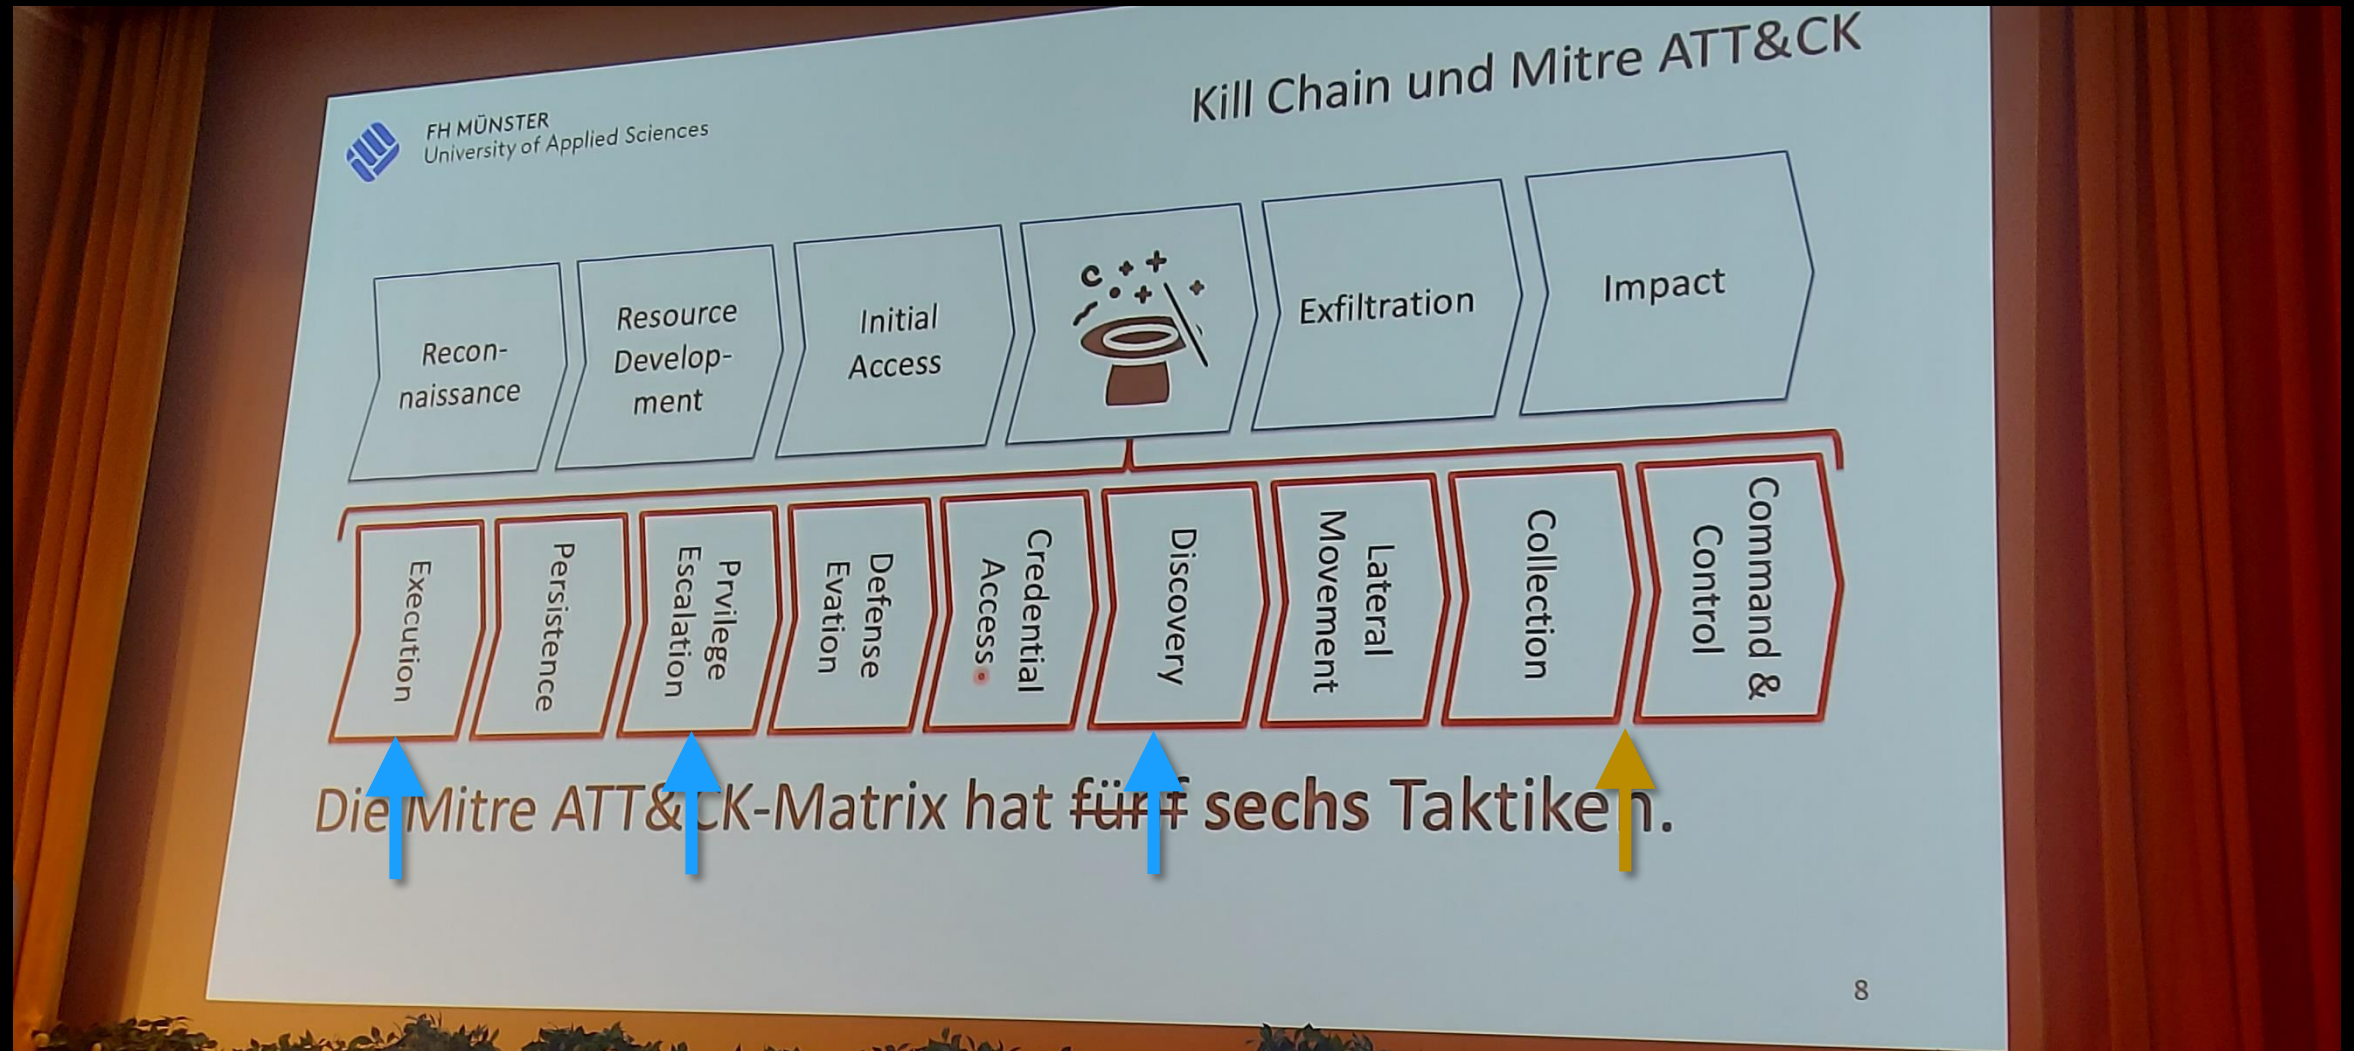 Kill Chain und Mitre ATT&CK
FH MÜNSTER
University of Applied Sciences
Recon-
naissance
Resource
Develop-
ment
Initial
Access
Exfiltration
Impact
Execution
Persistence
Prvilege
Escalation
Defense
Evation
Credential
Access
Discovery
Lateral
Movement
Collection
Command &
Control
Die Mitre ATT&CK-Matrix hat fünf sechs Taktiken.
8